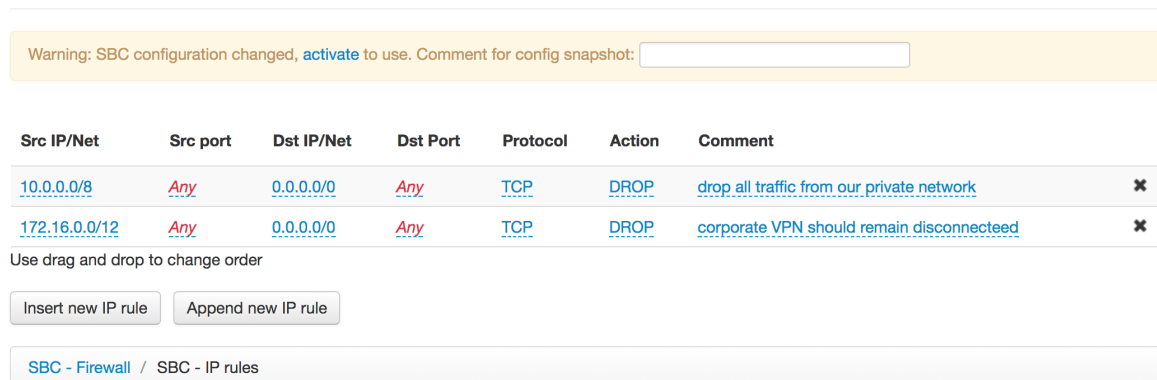 Warning: SBC configuration changed, activate to use. Comment for config snapshot:
Src IP/Net Src port Dst IP/Net Dst Port Protocol Action Comment
10.0.0.0/8 Any 0.0.0.0/0 Any TCP DROP drop all traffic from our private network ✖
172.16.0.0/12 Any 0.0.0.0/0 Any TCP DROP corporate VPN should remain disconnecteed ✖
Use drag and drop to change order
Insert new IP rule Append new IP rule
SBC - Firewall / SBC - IP rules